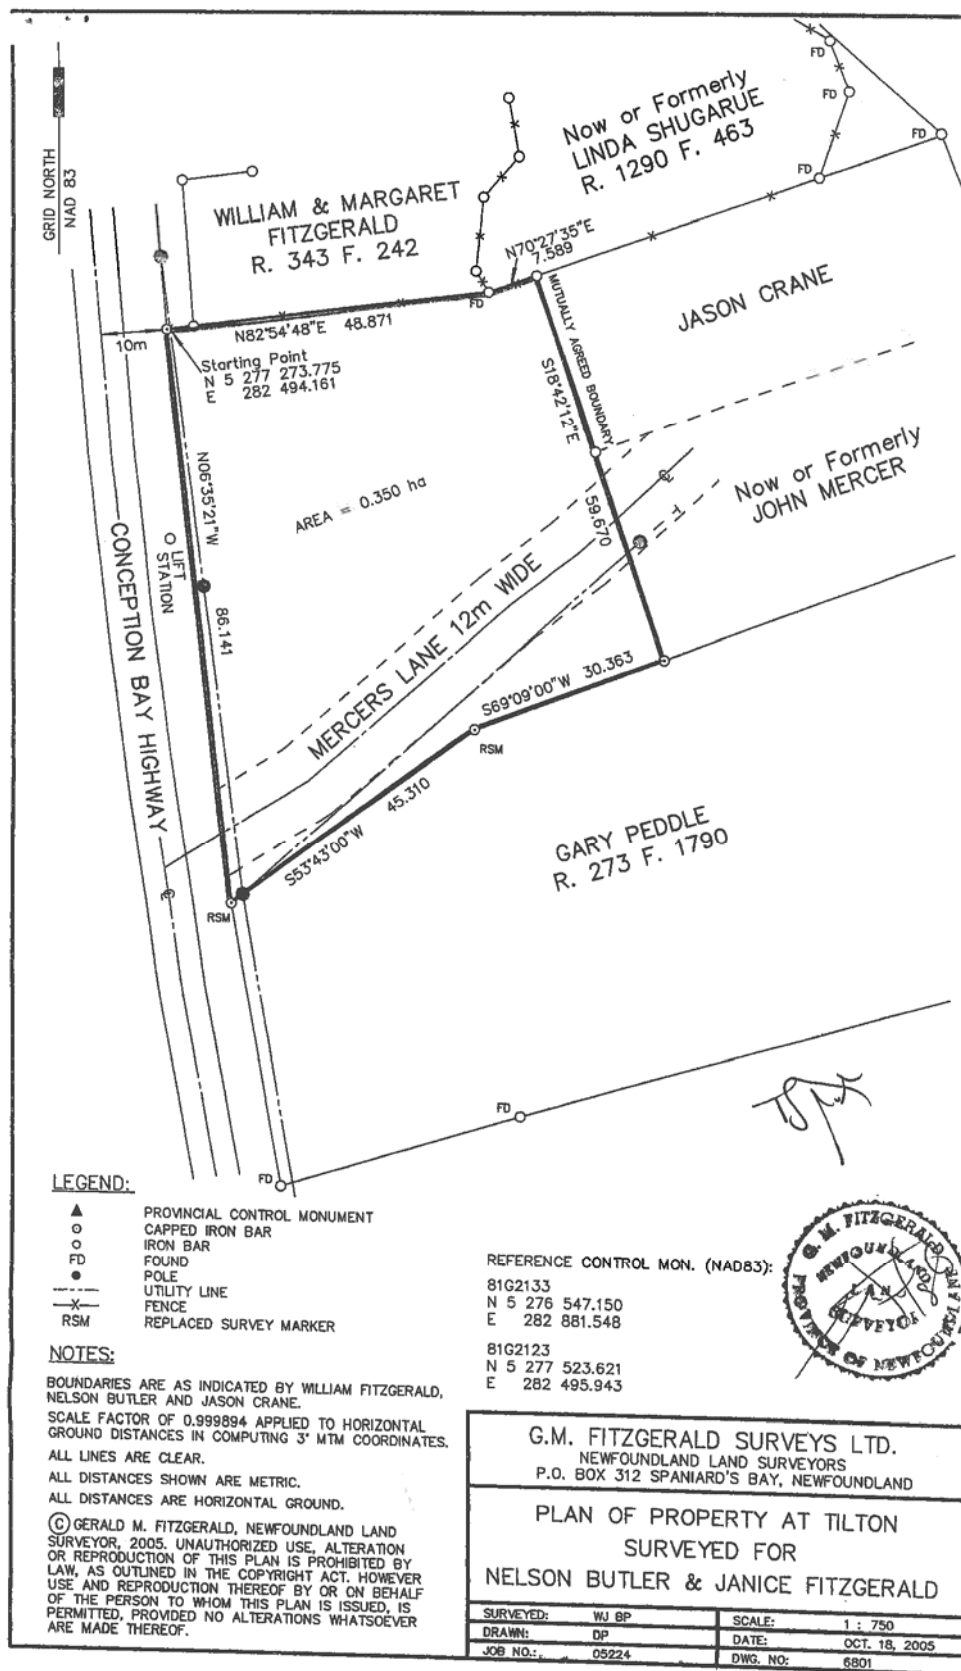 GRID NORTH
NAD 83
WILLIAM & MARGARET
FITZGERALD
R. 343 F. 242
Now or Formerly
LINDA SHUGARUE
R. 1290 F. 463
FD
FD
FD
FD
N70°27'35"E
7.589
FD
JASON CRANE
MUTUALLY AGREED BOUNDARY
S18°42'12"E
59.670
10m
N82°54'48"E 48.871
Starting Point
N 5 277 273.775
E 282 494.161
N06°35'21"W
86.141
AREA = 0.350 ha
LIFT
STATION
CONCEPTION BAY HIGHWAY
MERCERS LANE 12m WIDE
Now or Formerly
JOHN MERCER
S69°09'00"W 30.363
RSM
S53°43'00"W 45.310
RSM
GARY PEDDLE
R. 273 F. 1790
FD
FD
LEGEND:
PROVINCIAL CONTROL MONUMENT
CAPPED IRON BAR
IRON BAR
FD FOUND
POLE
UTILITY LINE
FENCE
RSM REPLACED SURVEY MARKER
NOTES:
BOUNDARIES ARE AS INDICATED BY WILLIAM FITZGERALD,
NELSON BUTLER AND JASON CRANE.
SCALE FACTOR OF 0.999894 APPLIED TO HORIZONTAL
GROUND DISTANCES IN COMPUTING 3° MTM COORDINATES.
ALL LINES ARE CLEAR.
ALL DISTANCES SHOWN ARE METRIC.
ALL DISTANCES ARE HORIZONTAL GROUND.
© GERALD M. FITZGERALD, NEWFOUNDLAND LAND
SURVEYOR, 2005. UNAUTHORIZED USE, ALTERATION
OR REPRODUCTION OF THIS PLAN IS PROHIBITED BY
LAW, AS OUTLINED IN THE COPYRIGHT ACT. HOWEVER
USE AND REPRODUCTION THEREOF BY OR ON BEHALF
OF THE PERSON TO WHOM THIS PLAN IS ISSUED, IS
PERMITTED, PROVIDED NO ALTERATIONS WHATSOEVER
ARE MADE THEREOF.
REFERENCE CONTROL MON. (NAD83):
81G2133
N 5 276 547.150
E 282 881.548
81G2123
N 5 277 523.621
E 282 495.943
G. M. FITZGERALD
NEWFOUNDLAND
LAND
SURVEYOR
PROVINCE OF
G.M. FITZGERALD SURVEYS LTD.
NEWFOUNDLAND LAND SURVEYORS
P.O. BOX 312 SPANIARD'S BAY, NEWFOUNDLAND
PLAN OF PROPERTY AT TILTON
SURVEYED FOR
NELSON BUTLER & JANICE FITZGERALD
SURVEYED: WJ BP
SCALE: 1 : 750
DRAWN: DP
DATE: OCT. 18, 2005
JOB NO.: 05224
DWG. NO: 6801